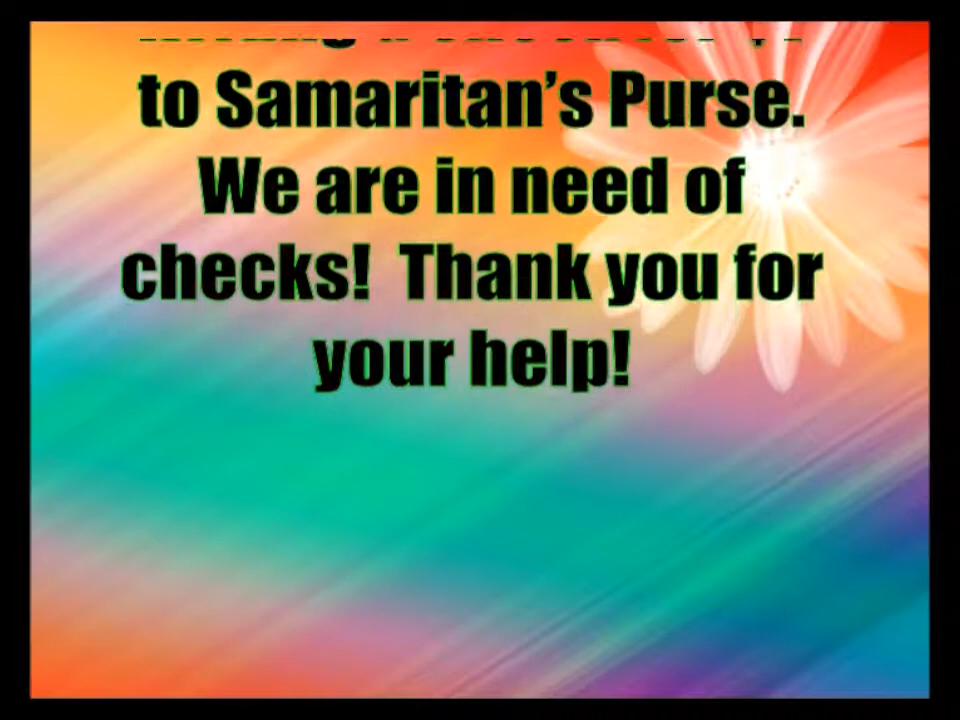 to Samaritan’s Purse.
We are in need of
checks!  Thank you for
your help!